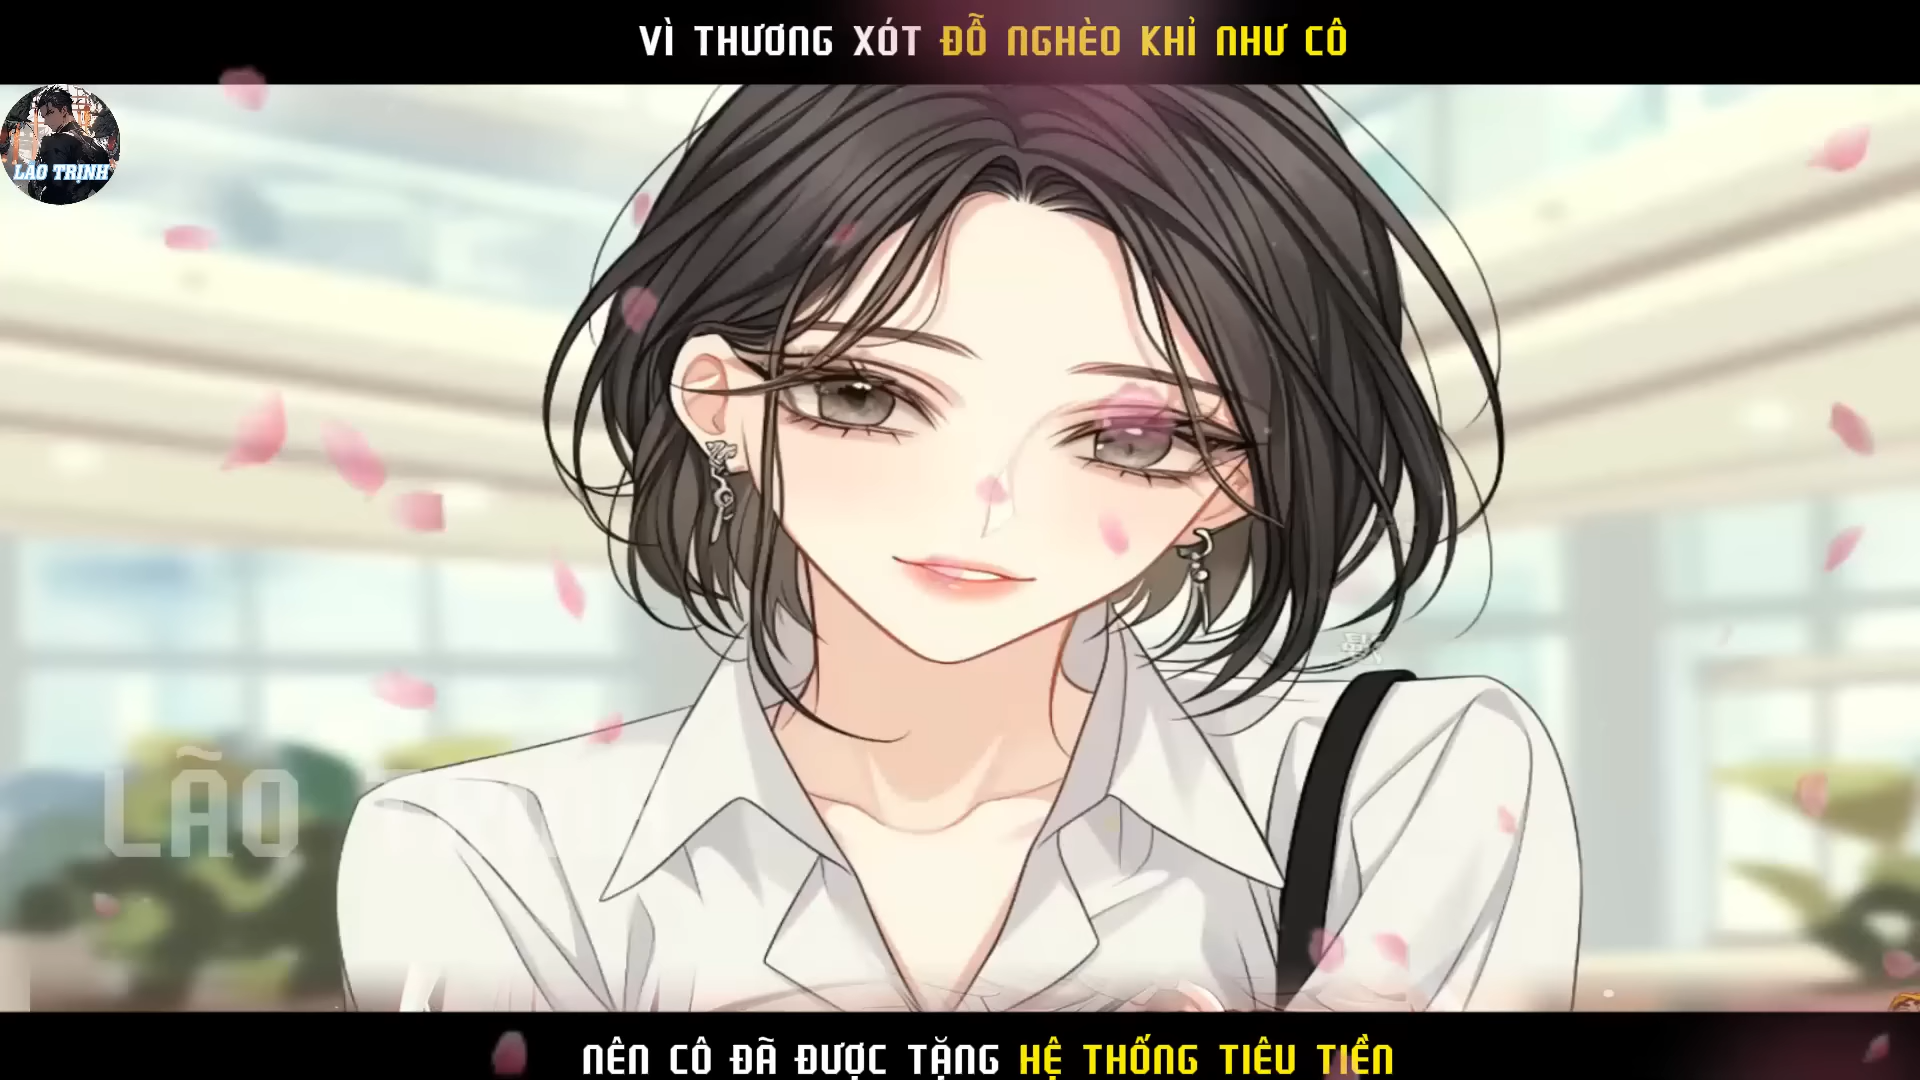 VÌ THƯƠNG XÓT ĐỖ NGHÈO KHỈ NHƯ CÔ
LÃO TRỊNH
LÃO
NÊN CÔ ĐÃ ĐƯỢC TẶNG HỆ THỐNG TIÊU TIỀN